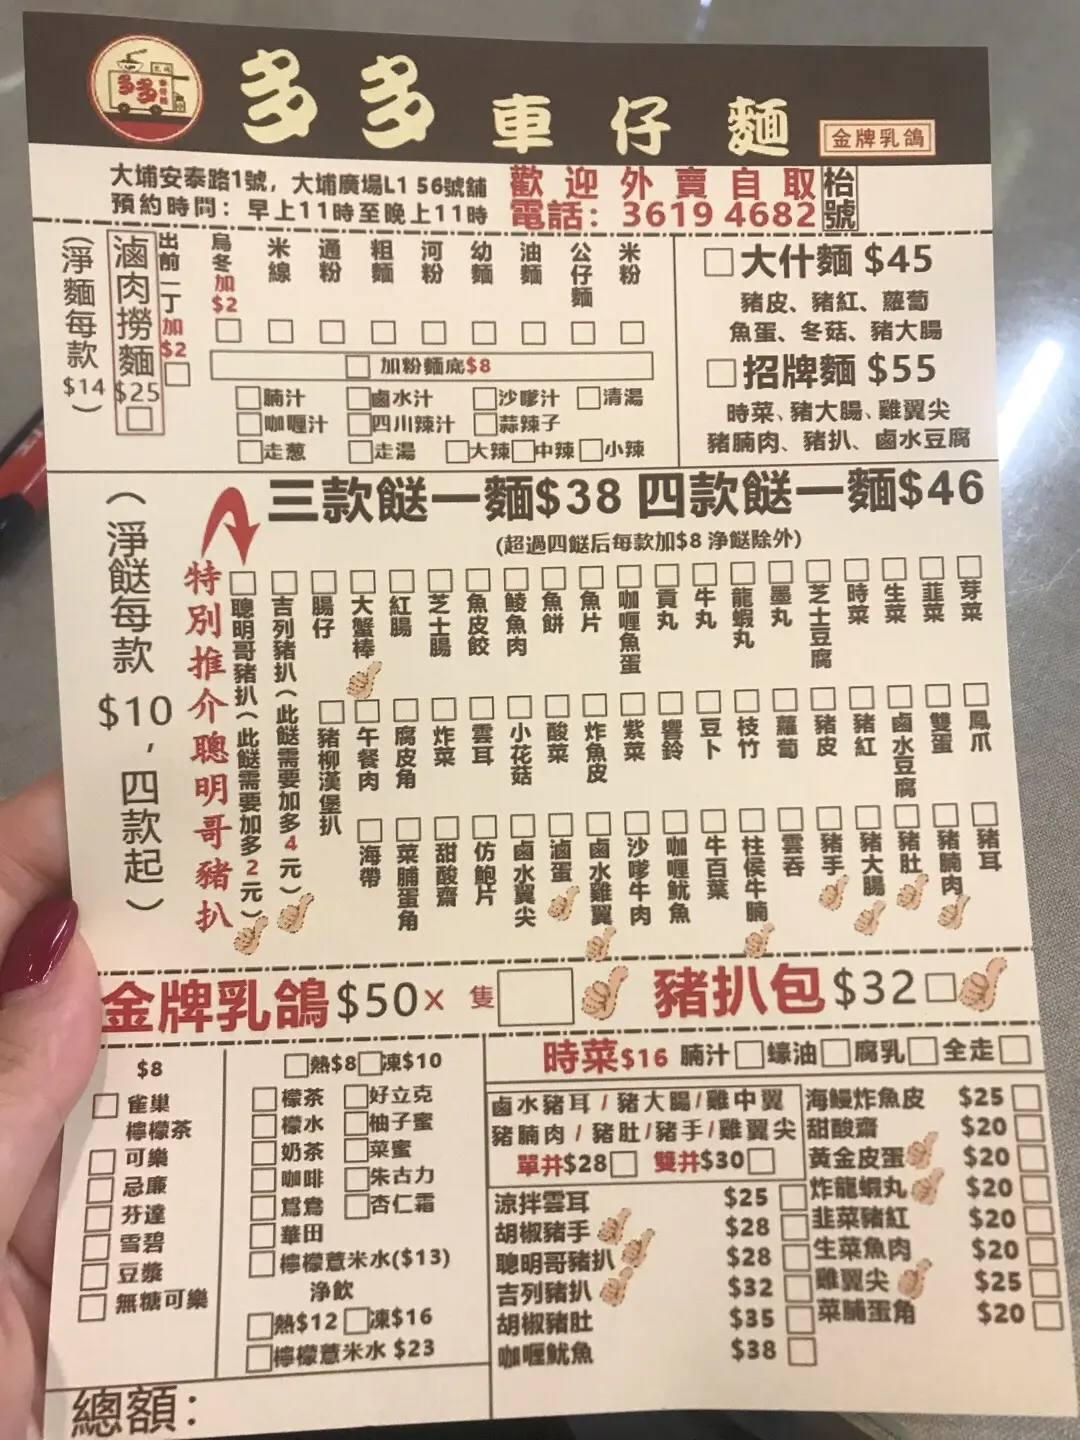 多多車仔麵 金牌乳鴿
大埔安泰路1號，大埔廣場L1 56號舖
預約時間：早上11時至晚上11時
歡迎外賣自取
電話：3619 4682
枱號
(淨麵每款$14)
滷肉撈麵$25
出前一丁加$2
烏冬加$2
米線
通粉
粗麵
河粉
幼麵
油麵
公仔麵
米粉
加粉麵底$8
腩汁 鹵水汁 沙嗲汁 清湯
咖喱汁 四川辣汁 蒜辣子
走葱 走湯 大辣 中辣 小辣
大什麵 $45
豬皮、豬紅、蘿蔔
魚蛋、冬菇、豬大腸
招牌麵 $55
時菜、豬大腸、雞翼尖
豬腩肉、豬扒、鹵水豆腐
(淨餸每款$10，四款起)
特別推介聰明哥豬扒
三款餸一麵$38 四款餸一麵$46
(超過四餸后每款加$8 淨餸除外)
聰明哥豬扒(此餸需要加多2元)
吉列豬扒(此餸需要加多4元)
腸仔
大蟹棒
紅腸
芝士腸
魚皮餃
鯪魚肉
魚餅
魚片
咖喱魚蛋
貢丸
牛丸
龍蝦丸
墨丸
芝士豆腐
時菜
生菜
韮菜
芽菜
豬柳漢堡扒
午餐肉
腐皮角
炸菜
雲耳
小花菇
酸菜
炸魚皮
紫菜
響鈴
豆卜
枝竹
蘿蔔
豬皮
豬紅
鹵水豆腐
雙蛋
鳳爪
海帶
菜脯蛋角
甜酸齋
仿鮑片
鹵水翼尖
滷蛋
鹵水雞翼
沙嗲牛肉
咖喱魷魚
牛百葉
柱侯牛腩
雲吞
豬手
豬大腸
豬肚
豬腩肉
豬耳
金牌乳鴿$50x 隻
豬扒包$32
$8
雀巢
檸檬茶
可樂
忌廉
芬達
雪碧
豆漿
無糖可樂
熱$8 凍$10
檬茶 好立克
檬水 柚子蜜
奶茶 菜蜜
咖啡 朱古力
鴛鴦 杏仁霜
華田
檸檬薏米水($13)
淨飲
熱$12 凍$16
檸檬薏米水 $23
時菜$16 腩汁 蠔油 腐乳 全走
鹵水豬耳/豬大腸/雞中翼
豬腩肉/豬肚/豬手/雞翼尖
單拼$28 雙拼$30
涼拌雲耳 $25
胡椒豬手 $28
聰明哥豬扒 $28
吉列豬扒 $32
胡椒豬肚 $35
咖喱魷魚 $38
海鰻炸魚皮 $25
甜酸齋 $20
黃金皮蛋 $20
炸龍蝦丸 $20
韭菜豬紅 $20
生菜魚肉 $20
雞翼尖 $25
菜脯蛋角 $20
總額：